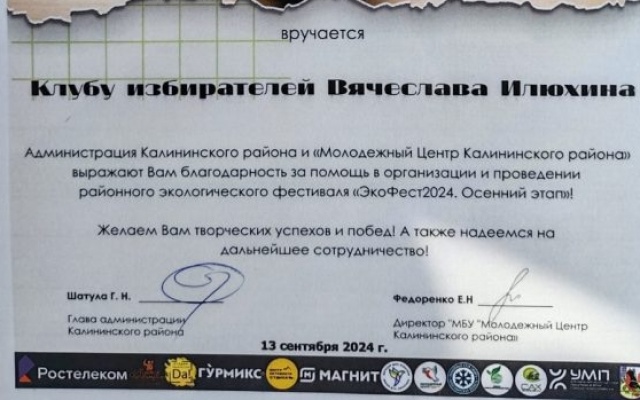 вручается
Клубу избирателей Вячеслава Илюхина
Администрация Калининского района и «Молодежный Центр Калининского района»
выражают Вам благодарность за помощь в организации и проведении
районного экологического фестиваля «ЭкоФест2024. Осенний этап»!
Желаем Вам творческих успехов и побед! А также надеемся на
дальнейшее сотрудничество!
Шатула Г. Н.
Глава администрации
Калининского района
Федоренко Е.Н
Директор "МБУ "Молодежный Центр
Калининского района»
13 сентября 2024 г.
Ростелеком Da! ГУРМИКС МАГНИТ САХ УМП